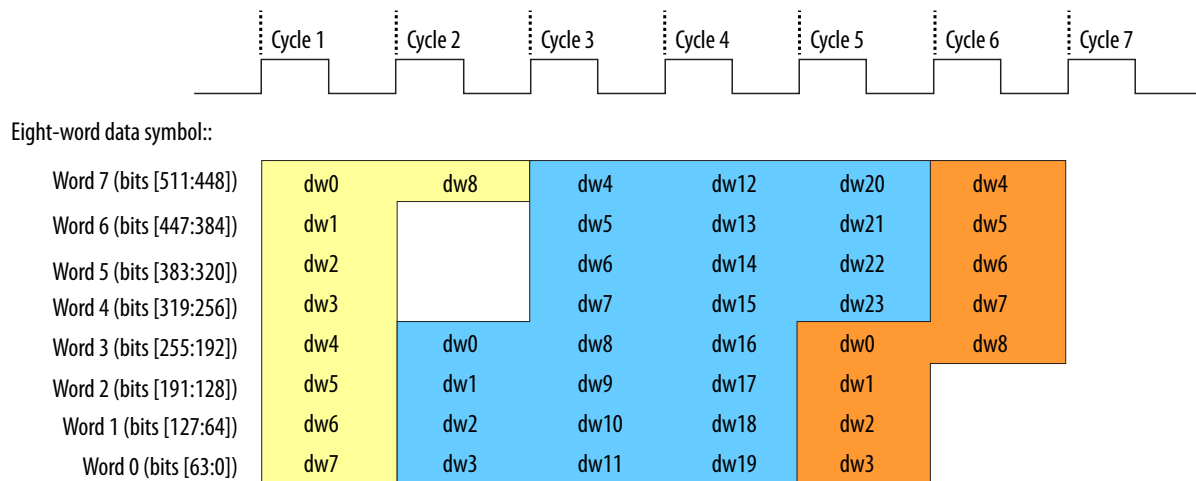 Cycle 1 Cycle 2 Cycle 3 Cycle 4 Cycle 5 Cycle 6 Cycle 7
Eight-word data symbol::
Word 7 (bits [511:448]) dw0 dw8 dw4 dw12 dw20 dw4
Word 6 (bits [447:384]) dw1 dw5 dw13 dw21 dw5
Word 5 (bits [383:320]) dw2 dw6 dw14 dw22 dw6
Word 4 (bits [319:256]) dw3 dw7 dw15 dw23 dw7
Word 3 (bits [255:192]) dw4 dw0 dw8 dw16 dw0 dw8
Word 2 (bits [191:128]) dw5 dw1 dw9 dw17 dw1
Word 1 (bits [127:64]) dw6 dw2 dw10 dw18 dw2
Word 0 (bits [63:0]) dw7 dw3 dw11 dw19 dw3